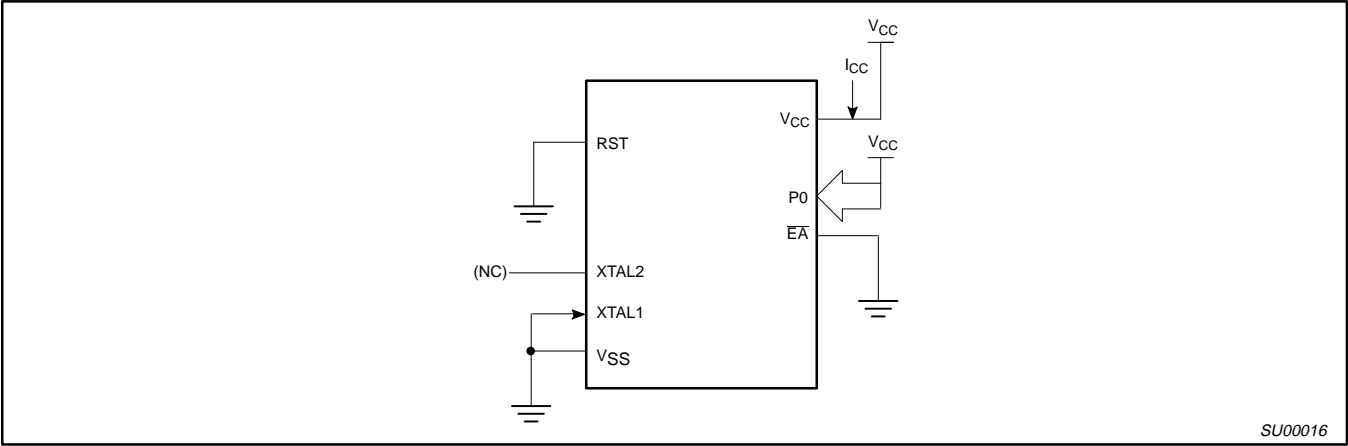 VCC
ICC
VCC
RST
VCC
P0
EA
(NC)
XTAL2
XTAL1
VSS
SU00016